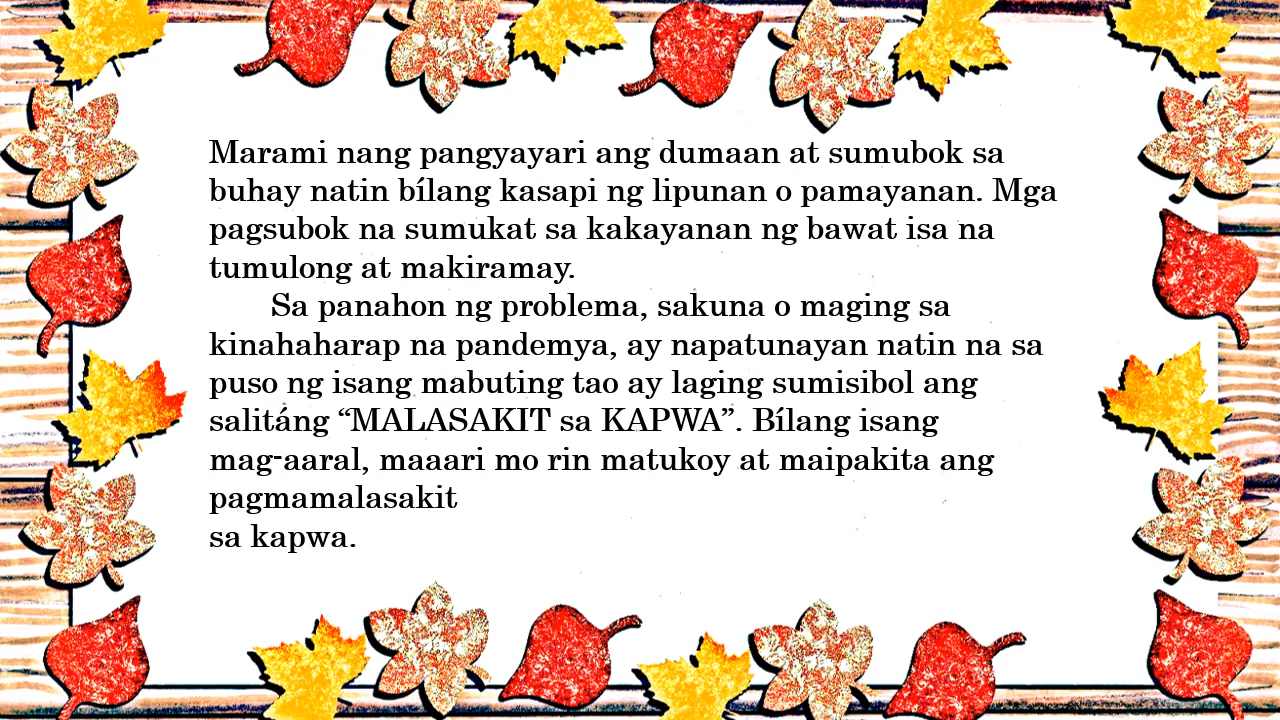 Marami nang pangyayari ang dumaan at sumubok sa
buhay natin bílang kasapi ng lipunan o pamayanan. Mga
pagsubok na sumukat sa kakayanan ng bawat isa na
tumulong at makiramay.
Sa panahon ng problema, sakuna o maging sa
kinahaharap na pandemya, ay napatunayan natin na sa
puso ng isang mabuting tao ay laging sumisibol ang
salitáng “MALASAKIT sa KAPWA”. Bílang isang
mag-aaral, maaari mo rin matukoy at maipakita ang
pagmamalasakit
sa kapwa.